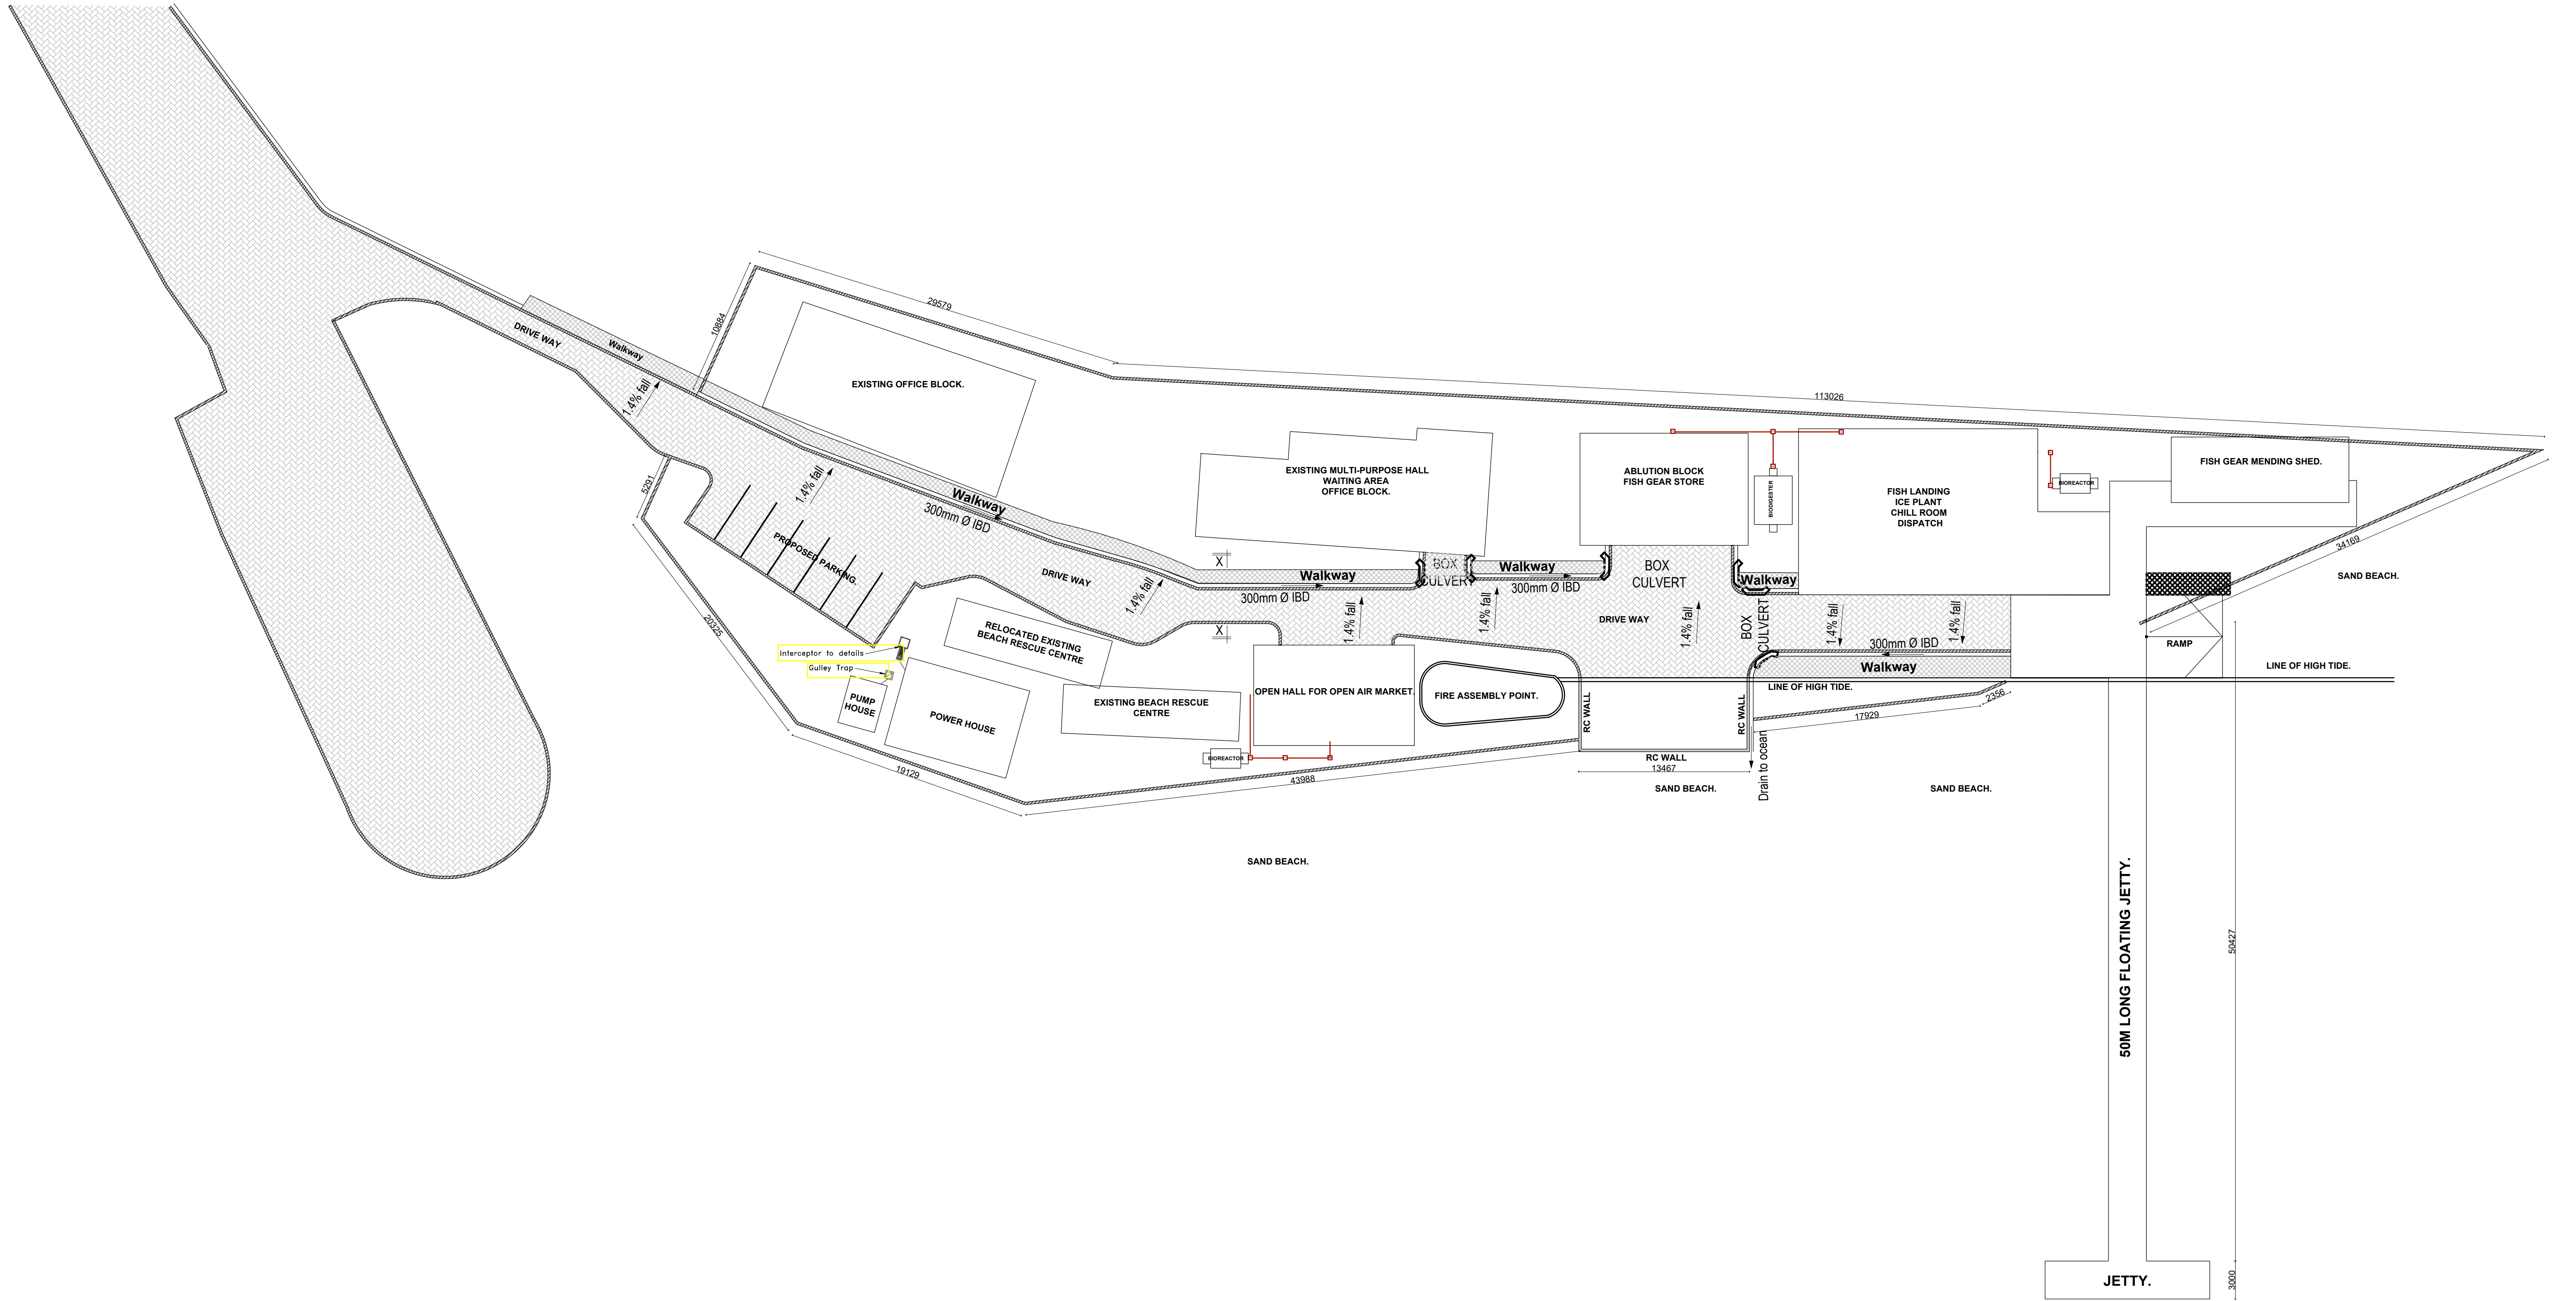 29579
10884
DRIVE WAY
Walkway
1.4% fall
EXISTING OFFICE BLOCK.
113026
EXISTING MULTI-PURPOSE HALL
WAITING AREA
OFFICE BLOCK.
ABLUTION BLOCK
FISH GEAR STORE
BIODIGESTER
FISH LANDING
ICE PLANT
CHILL ROOM
DISPATCH
BIOREACTOR
FISH GEAR MENDING SHED.
34169
SAND BEACH.
5291
1.4% fall
Walkway
300mm Ø IBD
PROPOSED PARKING.
DRIVE WAY
1.4% fall
X
Walkway
300mm Ø IBD
BOX
CULVERT
Walkway
300mm Ø IBD
BOX
CULVERT
Walkway
20325
RELOCATED EXISTING
BEACH RESCUE CENTRE
X
1.4% fall
1.4% fall
DRIVE WAY
1.4% fall
BOX
CULVERT
1.4% fall
1.4% fall
300mm Ø IBD
Walkway
RAMP
LINE OF HIGH TIDE.
Interceptor to details
Gulley Trap
PUMP
HOUSE
POWER HOUSE
EXISTING BEACH RESCUE
CENTRE
OPEN HALL FOR OPEN AIR MARKET.
FIRE ASSEMBLY POINT.
RC WALL
RC WALL
LINE OF HIGH TIDE.
2356
17929
BIOREACTOR
RC WALL
13467
Drain to ocean
19129
43988
SAND BEACH.
SAND BEACH.
SAND BEACH.
50M LONG FLOATING JETTY.
50427
JETTY.
3000